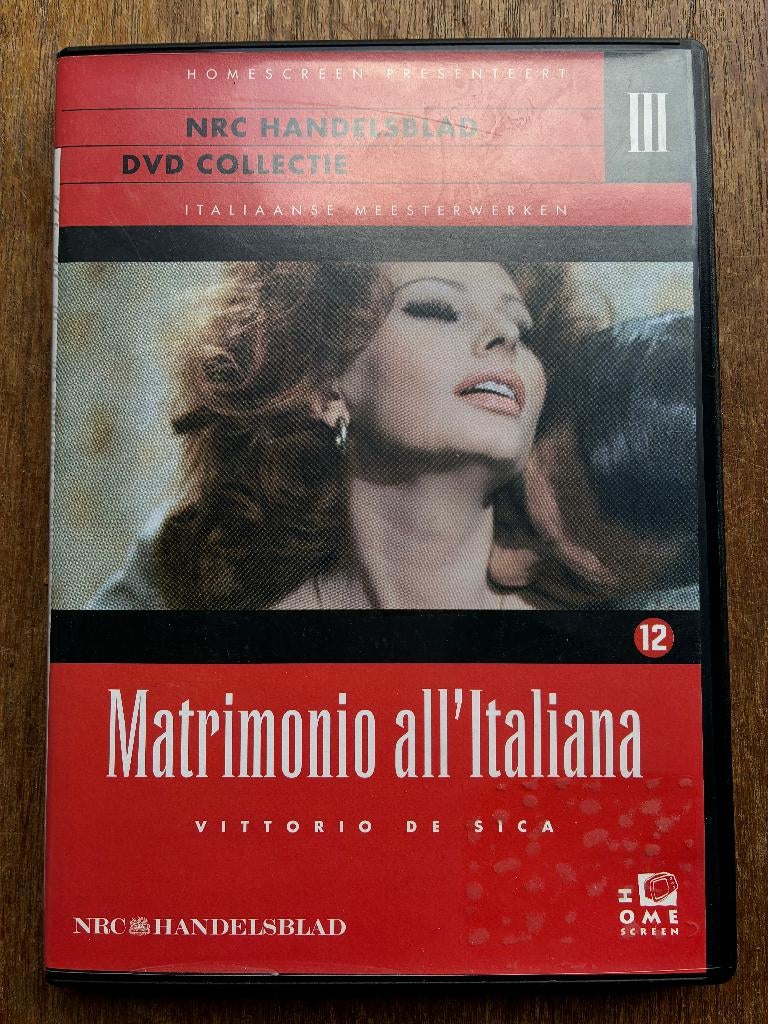 HOMESCREEN PRESENTEERT
NRC HANDELSBLAD
DVD COLLECTIE
III
ITALIAANSE MEESTERWERKEN
12
Matrimonio all'Italiana
VITTORIO DE SICA
NRC HANDELSBLAD
HOME
SCREEN